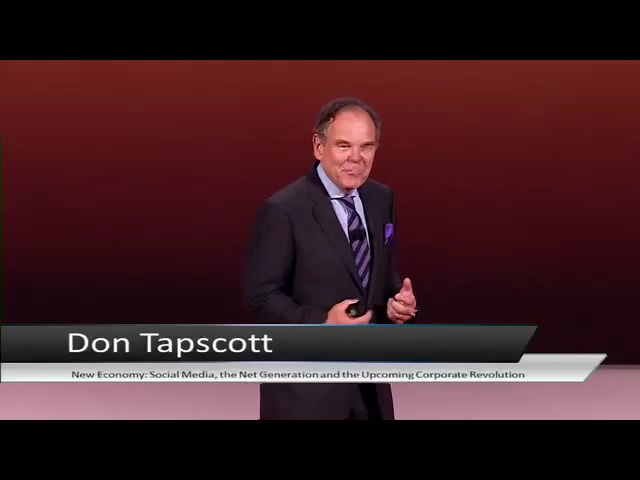 Don Tapscott
New Economy: Social Media, the Net Generation and the Upcoming Corporate Revolution